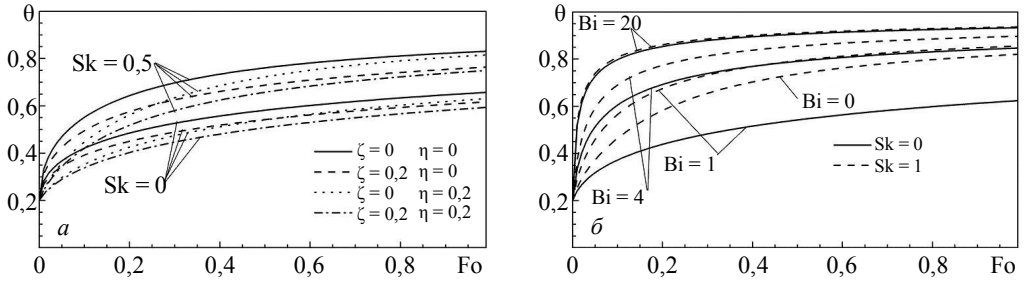 θ
0,8
0,6
0,4
0,2
Sk = 0,5
Sk = 0
ζ = 0 η = 0
ζ = 0,2 η = 0
ζ = 0 η = 0,2
ζ = 0,2 η = 0,2
а
0 0,2 0,4 0,6 0,8 Fo
θ
0,8
0,6
0,4
0,2
Bi = 20
Bi = 0
Bi = 1
Bi = 4
Sk = 0
Sk = 1
б
0 0,2 0,4 0,6 0,8 Fo